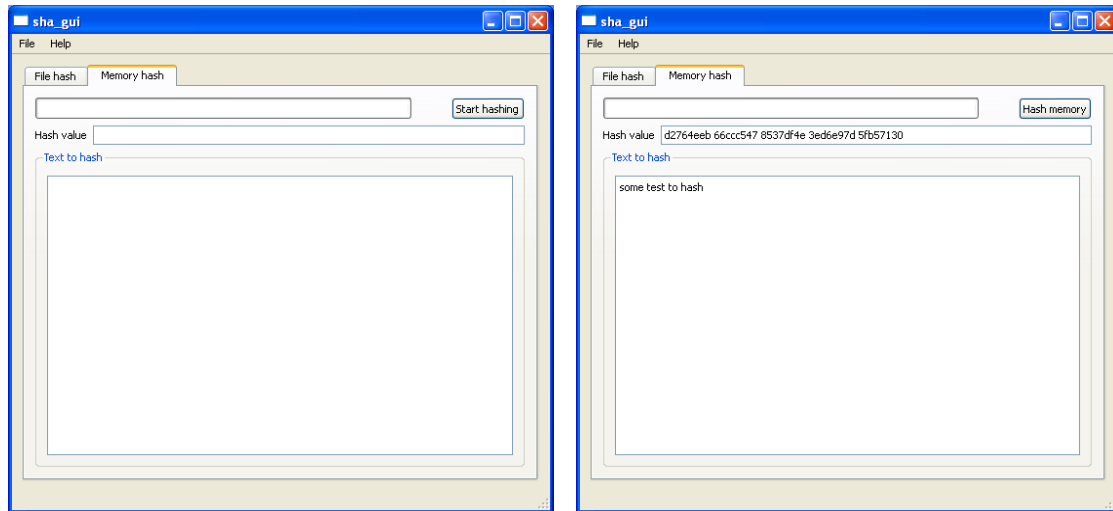 sha_gui
File Help
File hash Memory hash
Start hashing
Hash value
Text to hash
sha_gui
File Help
File hash Memory hash
Hash memory
Hash value d2764eeb 66ccc547 8537df4e 3ed6e97d 5fb57130
Text to hash
some test to hash